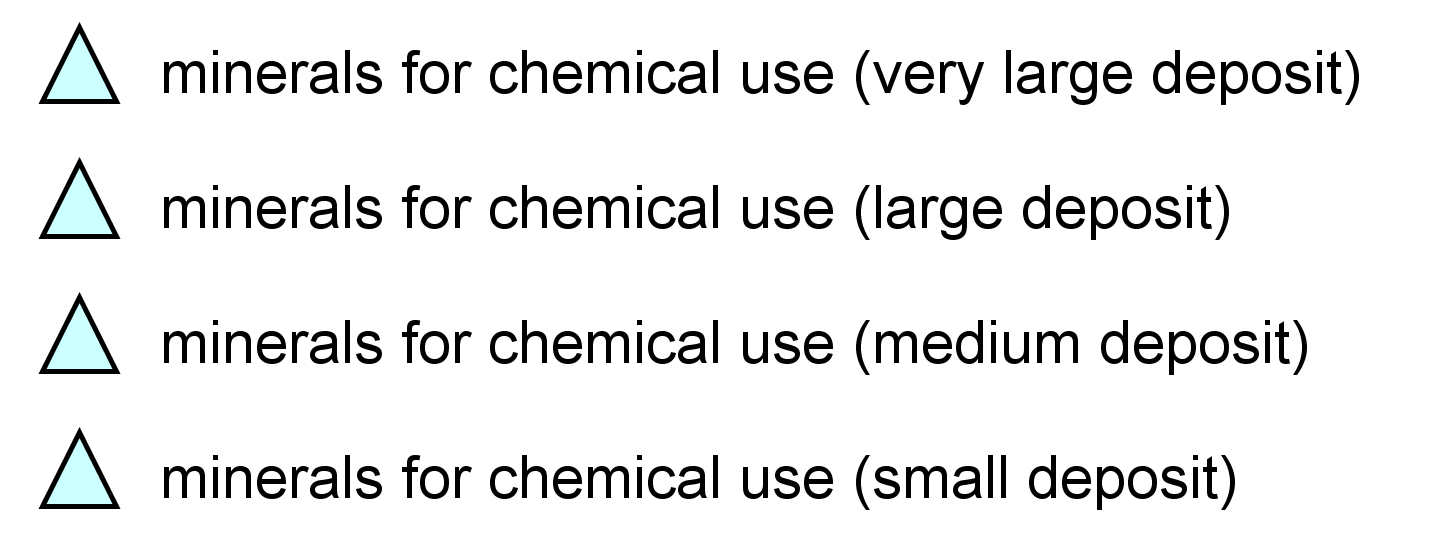 minerals for chemical use (very large deposit)
minerals for chemical use (large deposit)
minerals for chemical use (medium deposit)
minerals for chemical use (small deposit)